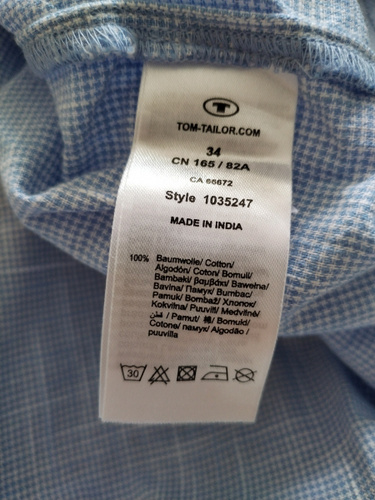 T
TOM-TAILOR.COM
34
CN 165 / 82A
CA 66672
Style 1035247
MADE IN INDIA
100% Baumwolle/ Cotton/
Algodón/ Coton/ Bomull/
Bambaki/ βαμβάκι/ Bawełna/
Bavlna/ Памук/ Bumbac/
Pamuk/ Bombaž/ Хлопок/
Kokvilna/ Puuvill/ Medvilnė/
قطن / Pamut/ 棉/ Bomuld/
Cotone/ памук/ Algodão /
puuvilla
30